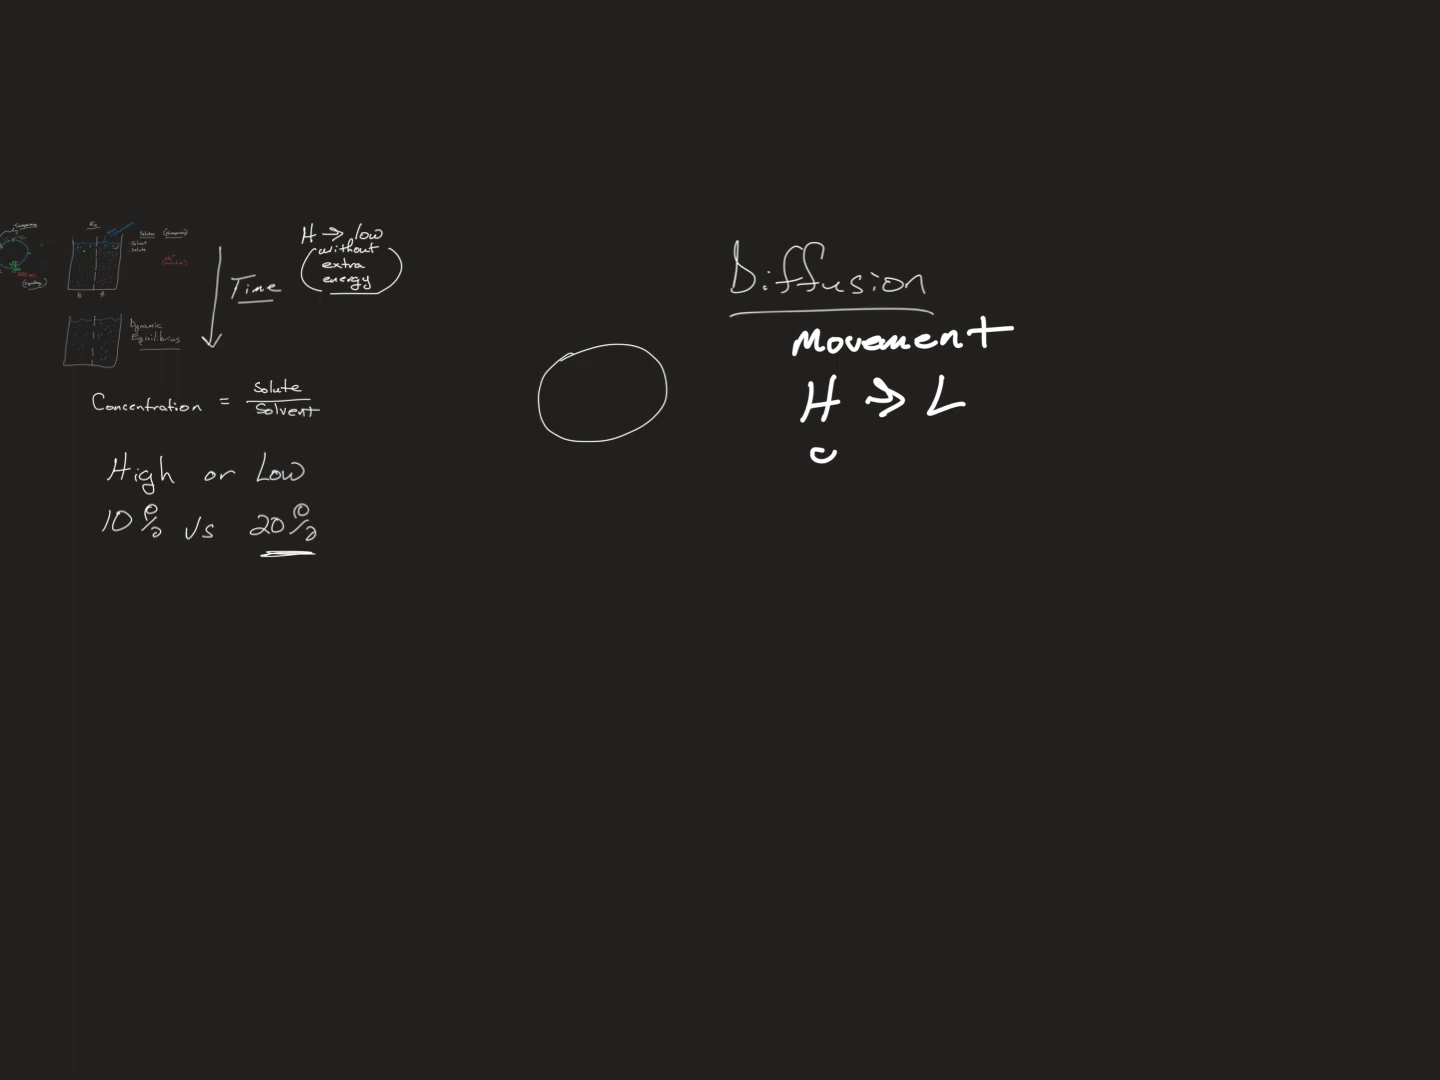 H → low
without
extra
energy
Time
Dynamic
Equilibrium
Concentration = Solute
Solvent
High or Low
10% vs 20%
Diffusion
Movement
H → L